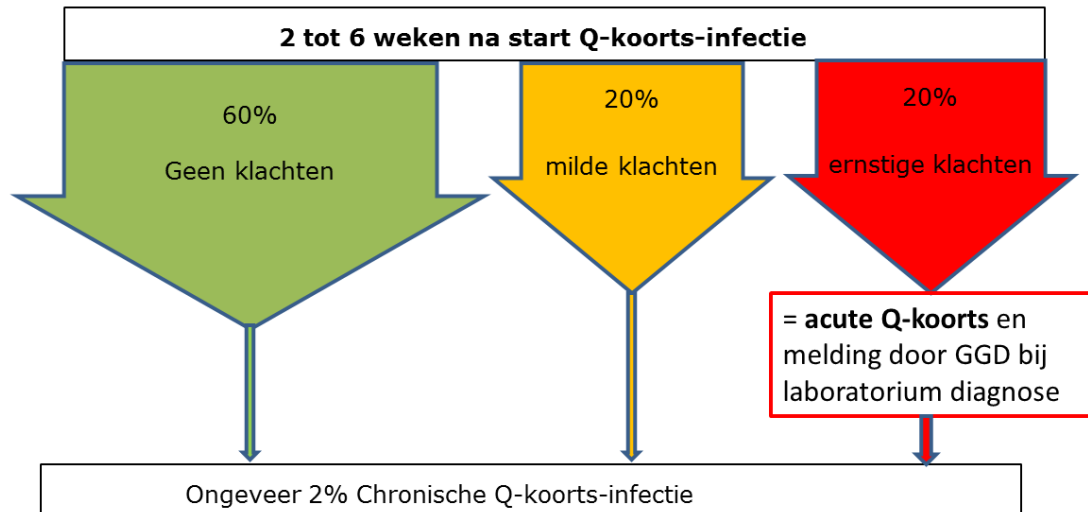 2 tot 6 weken na start Q-koorts-infectie
60%
Geen klachten
20%
milde klachten
20%
ernstige klachten
= acute Q-koorts en
melding door GGD bij
laboratorium diagnose
Ongeveer 2% Chronische Q-koorts-infectie